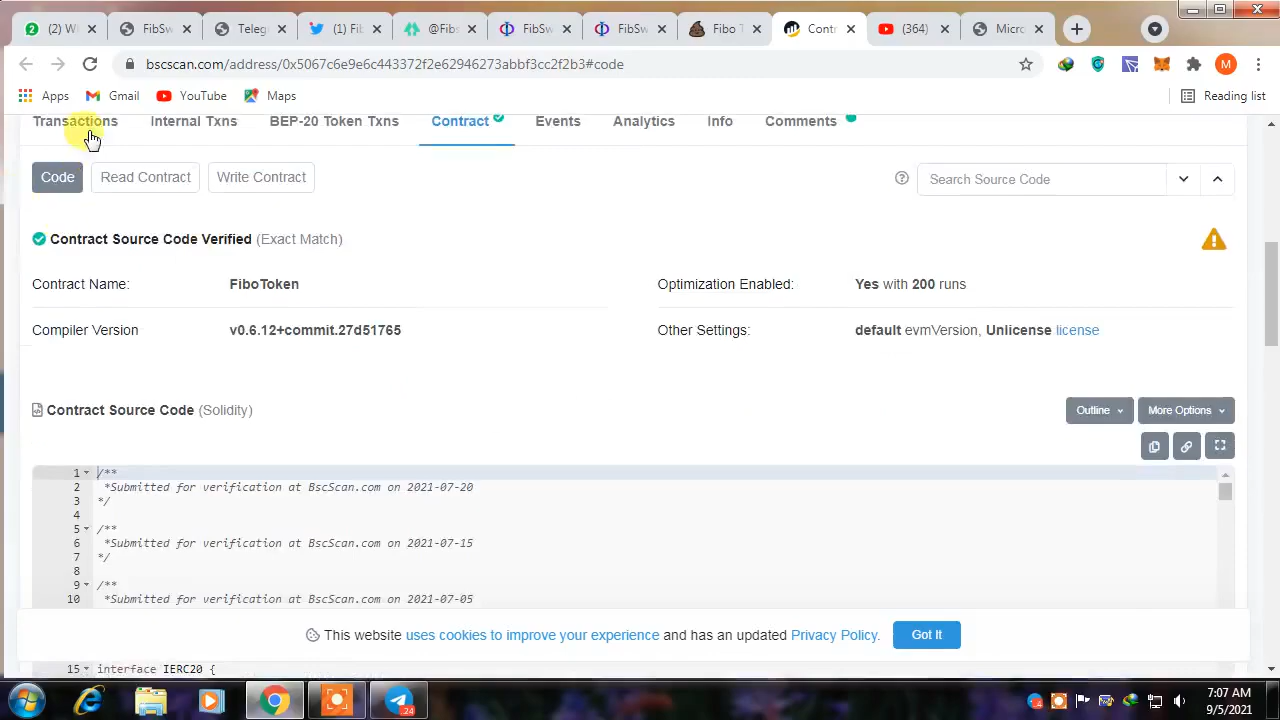 (2) W
FibSw
Telegr
(1) Fib
@Fibo
FibSw
FibSw
Fibo T
Contr
(364)
Micro
bscscan.com/address/0x5067c6e9e6c443372f2e62946273abbf3cc2f2b3#code
M
Apps
Gmail
YouTube
Maps
Reading list
Transactions
Internal Txns
BEP-20 Token Txns
Contract
Events
Analytics
Info
Comments
Code
Read Contract
Write Contract
Search Source Code
Contract Source Code Verified (Exact Match)
Contract Name:
FiboToken
Optimization Enabled:
Yes with 200 runs
Compiler Version
v0.6.12+commit.27d51765
Other Settings:
default evmVersion, Unlicense license
Contract Source Code (Solidity)
Outline
More Options
1 /**
2 *Submitted for verification at BscScan.com on 2021-07-20
3 */
4
5 /**
6 *Submitted for verification at BscScan.com on 2021-07-15
7 */
8
9 /**
10 *Submitted for verification at BscScan.com on 2021-07-05
This website uses cookies to improve your experience and has an updated Privacy Policy.
Got It
15 interface IERC20 {
24
7:07 AM
9/5/2021